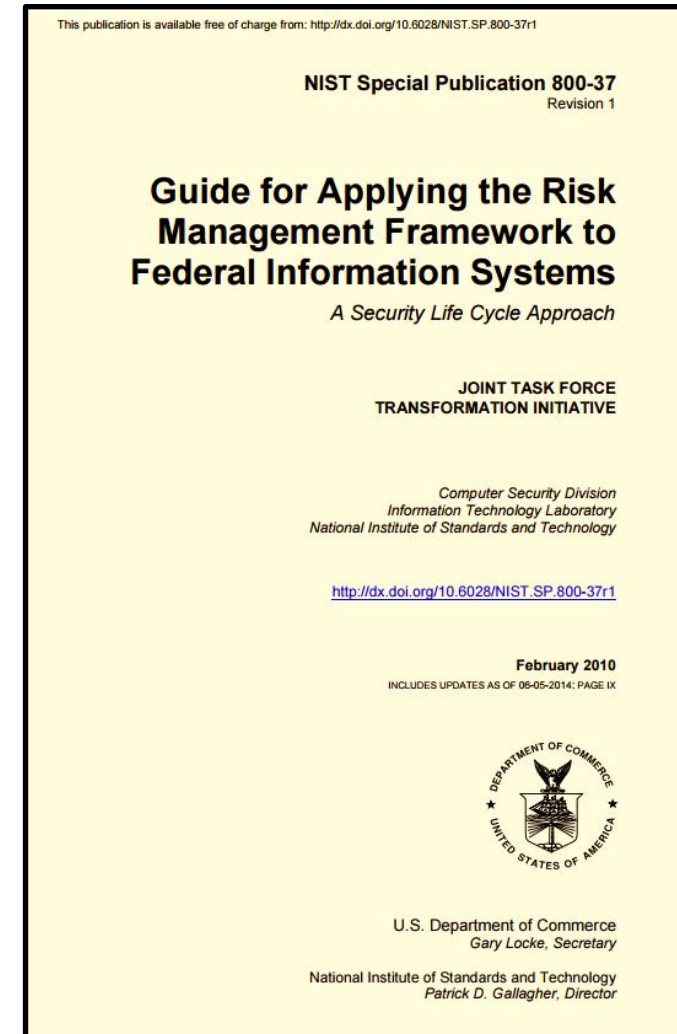 This publication is available free of charge from: http://dx.doi.org/10.6028/NIST.SP.800-37r1
NIST Special Publication 800-37
Revision 1
Guide for Applying the Risk
Management Framework to
Federal Information Systems
A Security Life Cycle Approach
JOINT TASK FORCE
TRANSFORMATION INITIATIVE
Computer Security Division
Information Technology Laboratory
National Institute of Standards and Technology
http://dx.doi.org/10.6028/NIST.SP.800-37r1
February 2010
INCLUDES UPDATES AS OF 06-05-2014: PAGE IX
DEPARTMENT OF COMMERCE
UNITED STATES OF AMERICA
U.S. Department of Commerce
Gary Locke, Secretary
National Institute of Standards and Technology
Patrick D. Gallagher, Director